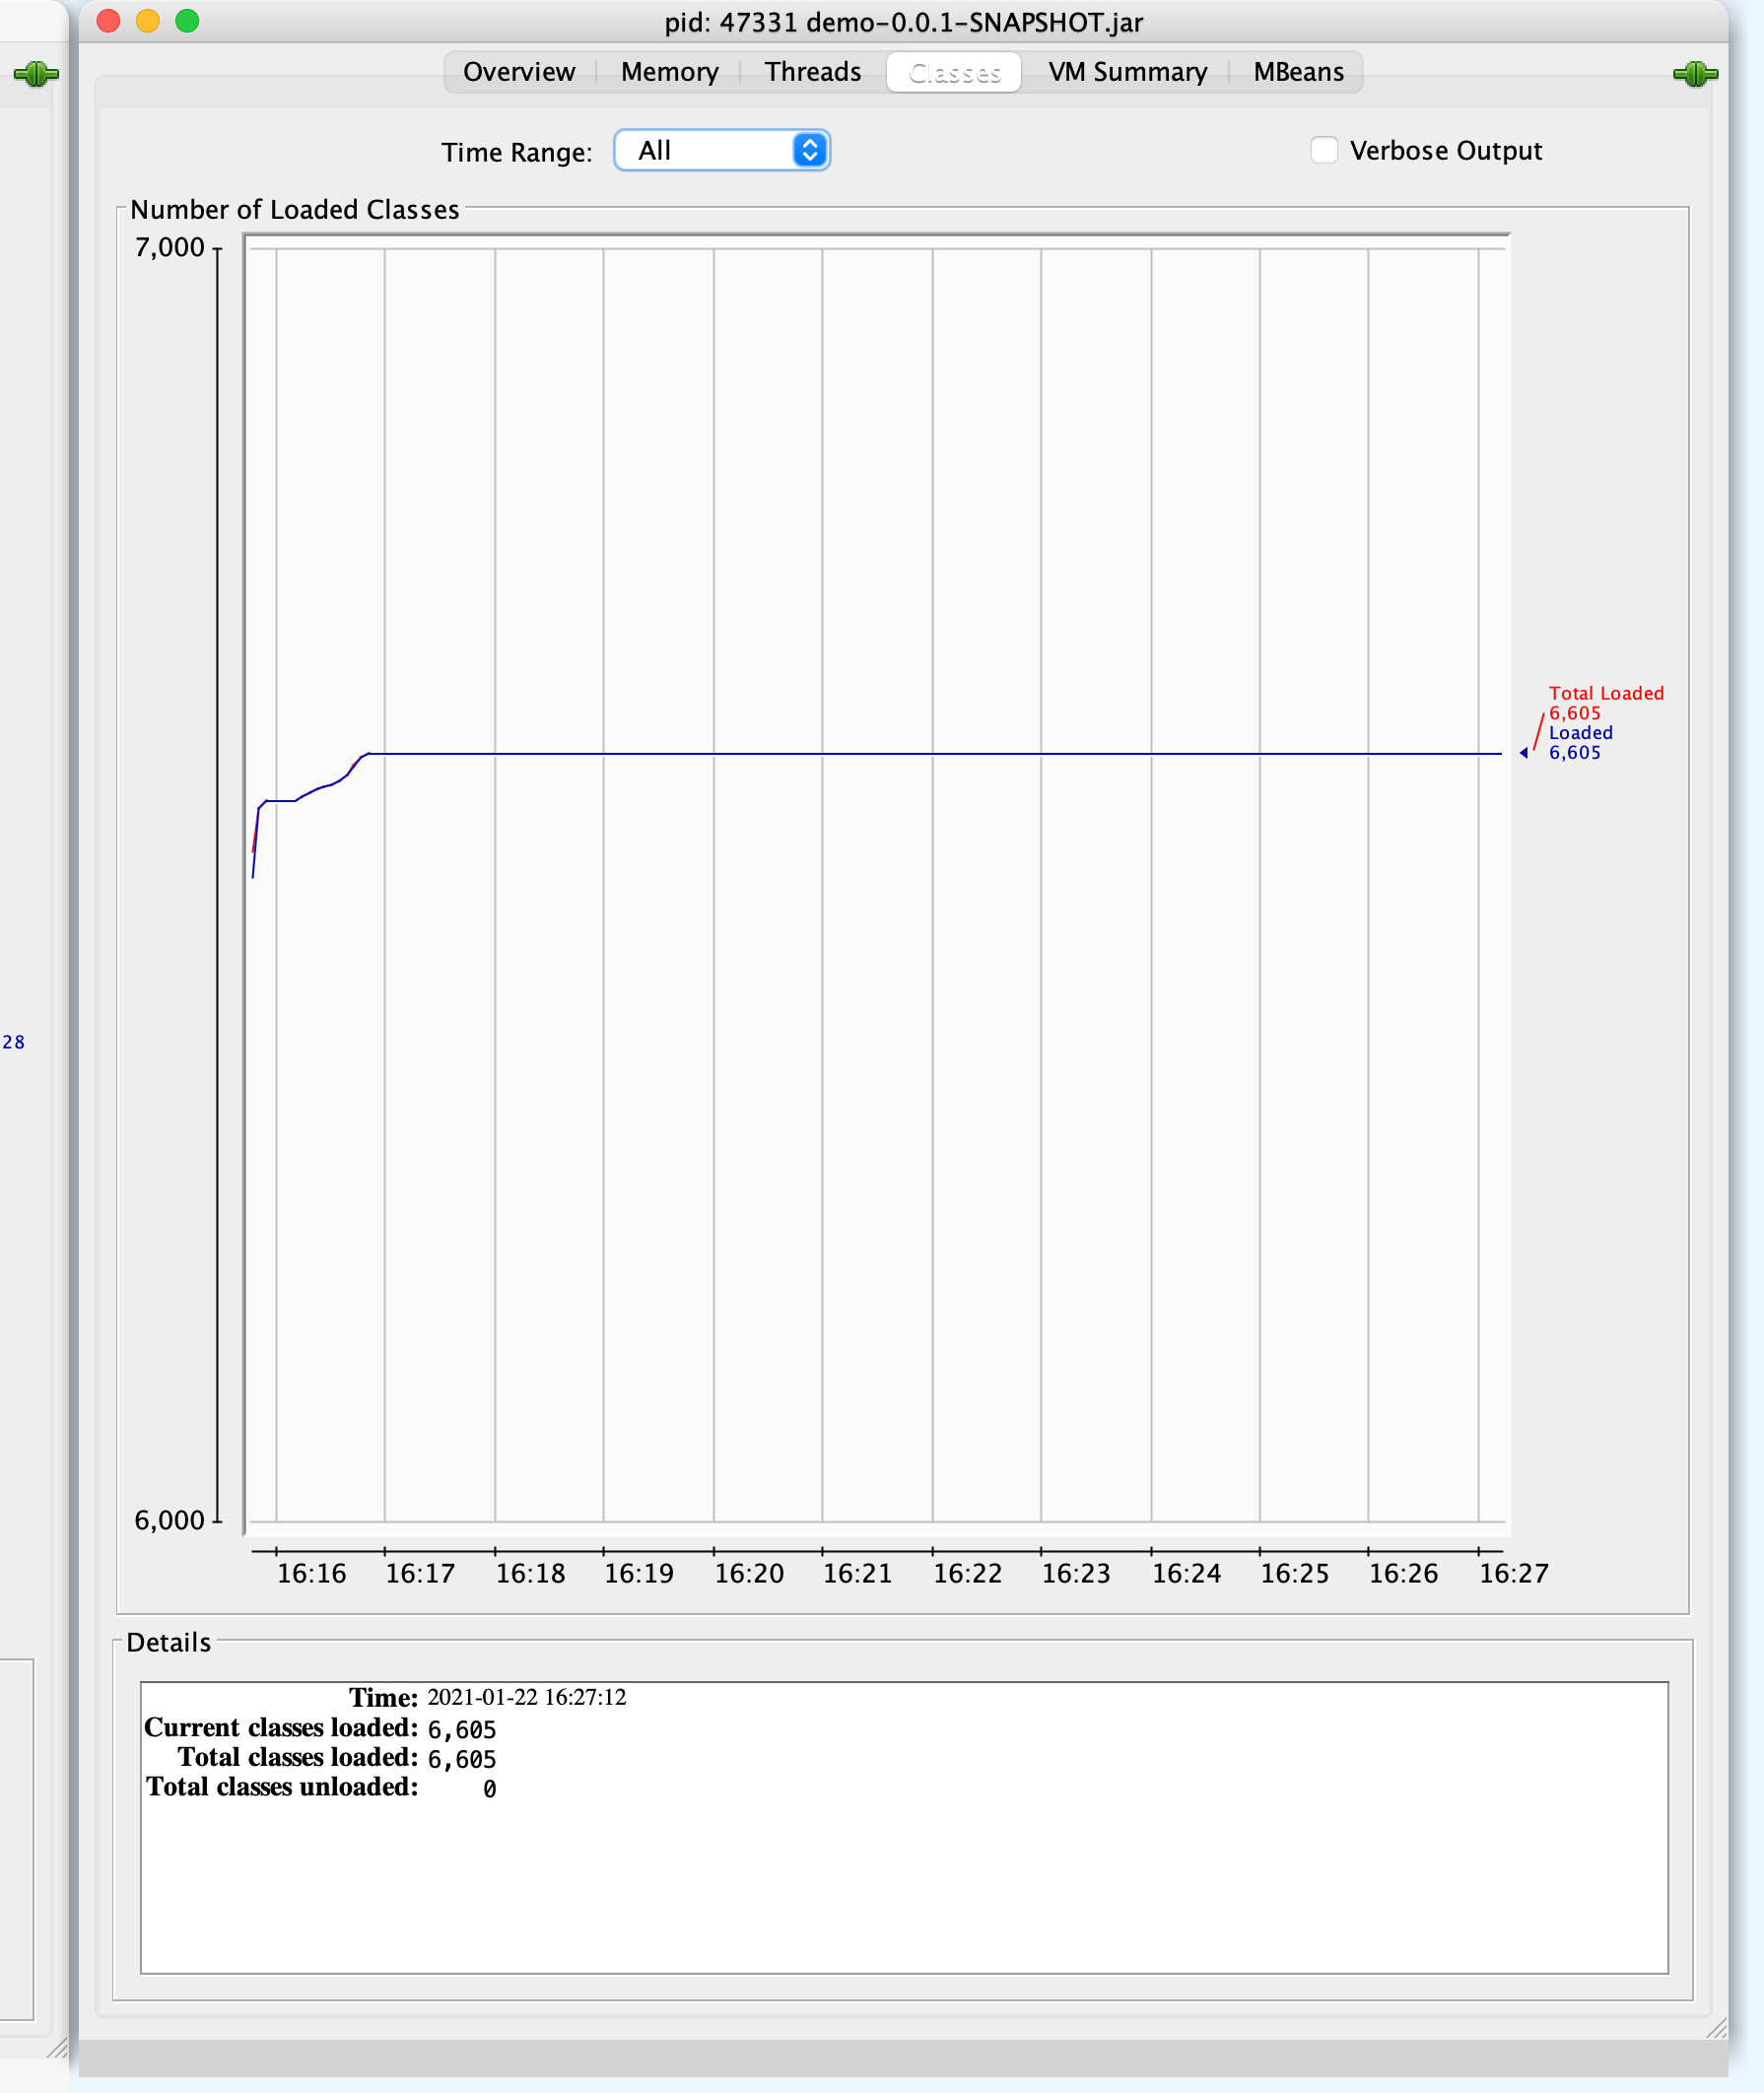 pid: 47331 demo-0.0.1-SNAPSHOT.jar
Overview Memory Threads Classes VM Summary MBeans
Time Range: All Verbose Output
Number of Loaded Classes
7,000
Total Loaded
6,605
Loaded
6,605
28
6,000
16:16 16:17 16:18 16:19 16:20 16:21 16:22 16:23 16:24 16:25 16:26 16:27
Details
Time: 2021-01-22 16:27:12
Current classes loaded: 6,605
Total classes loaded: 6,605
Total classes unloaded: 0